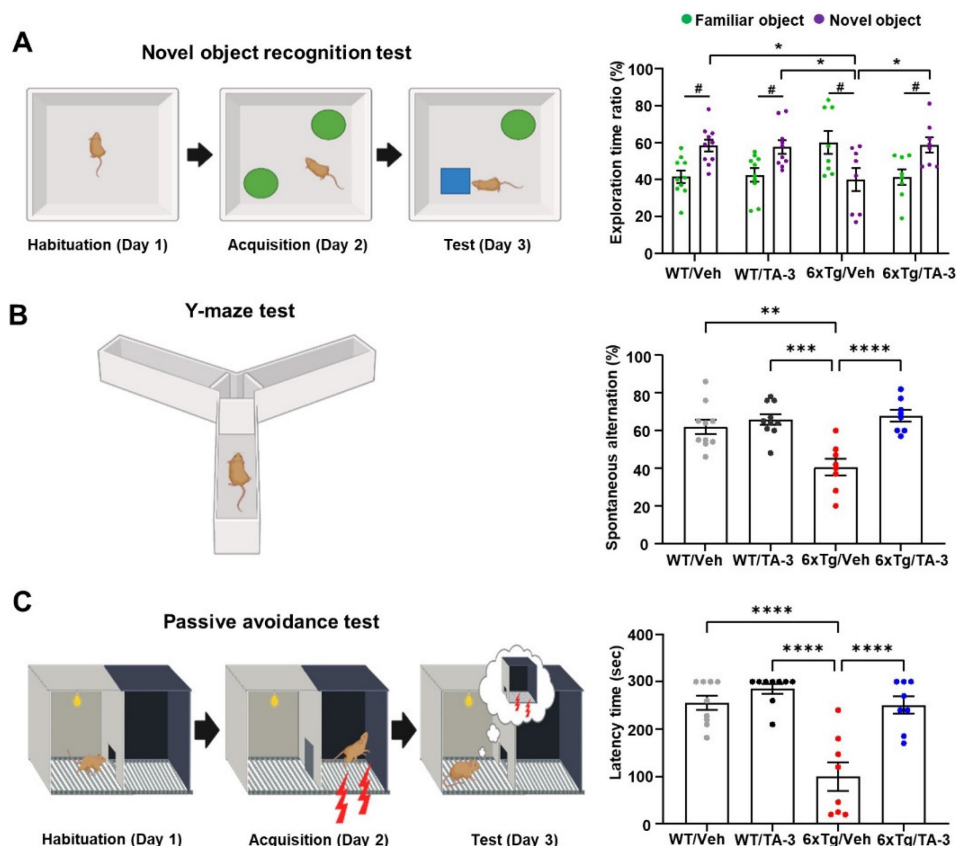 A
Novel object recognition test
Habituation (Day 1)
Acquisition (Day 2)
Test (Day 3)
Familiar object
Novel object
Exploration time ratio (%)
100
80
60
40
20
0
*
*
*
#
#
#
#
WT/Veh
WT/TA-3
6xTg/Veh
6xTg/TA-3
B
Y-maze test
Spontaneous alternation (%)
100
80
60
40
20
0
**
***
****
WT/Veh
WT/TA-3
6xTg/Veh
6xTg/TA-3
C
Passive avoidance test
Habituation (Day 1)
Acquisition (Day 2)
Test (Day 3)
Latency time (sec)
400
300
200
100
0
****
****
****
WT/Veh
WT/TA-3
6xTg/Veh
6xTg/TA-3